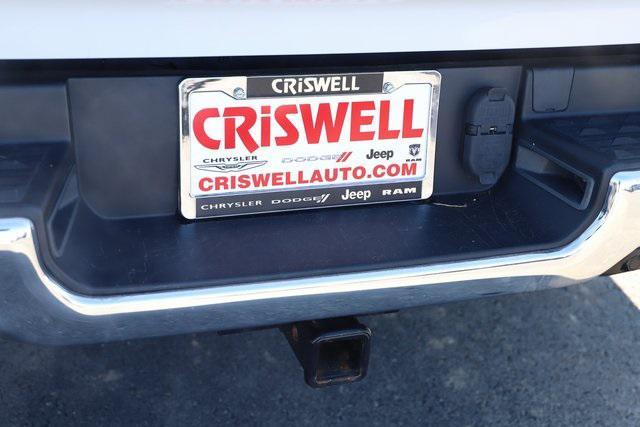 CRiSWELL
CRiSWELL
CHRYSLER DODGE Jeep RAM
CRISWELLAUTO.COM
CHRYSLER DODGE Jeep RAM